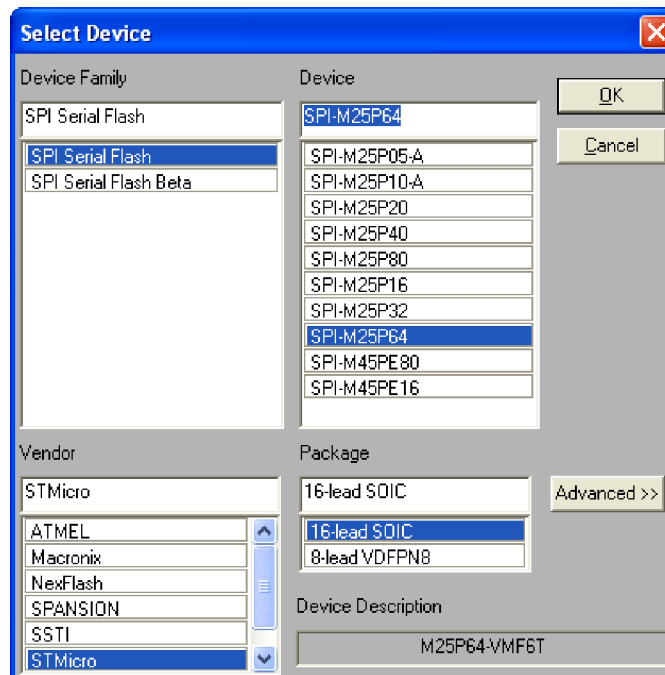 Select Device
Device Family
SPI Serial Flash
SPI Serial Flash
SPI Serial Flash Beta
Device
SPI-M25P64
SPI-M25P05-A
SPI-M25P10-A
SPI-M25P20
SPI-M25P40
SPI-M25P80
SPI-M25P16
SPI-M25P32
SPI-M25P64
SPI-M45PE80
SPI-M45PE16
OK
Cancel
Vendor
STMicro
ATMEL
Macronix
NexFlash
SPANSION
SSTI
STMicro
Package
16-lead SOIC
16-lead SOIC
8-lead VDFPN8
Advanced >>
Device Description
M25P64-VMF6T